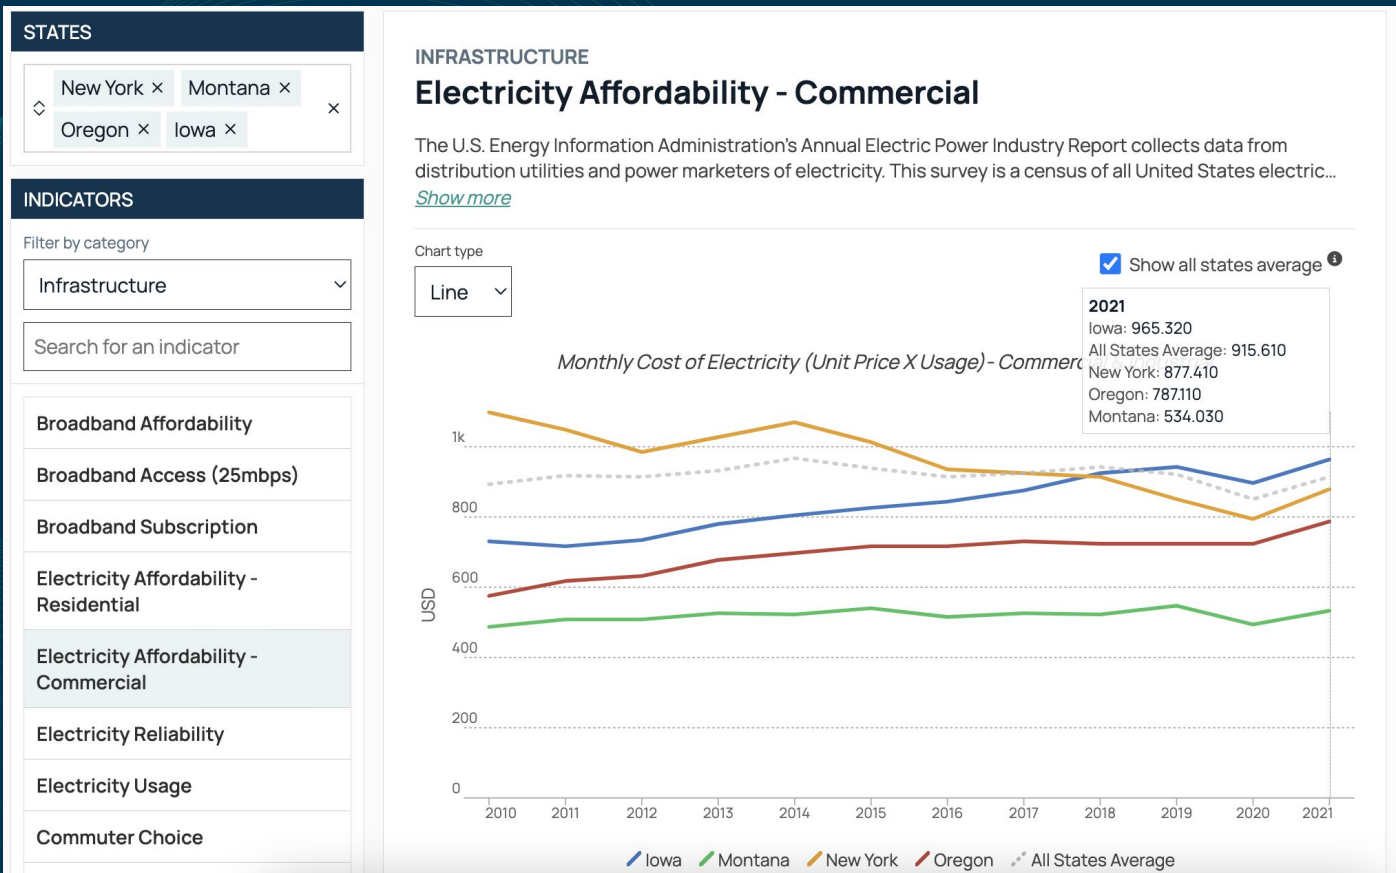 STATES
New York ×
Montana ×
Oregon ×
Iowa ×
×
INDICATORS
Filter by category
Infrastructure
Search for an indicator
Broadband Affordability
Broadband Access (25mbps)
Broadband Subscription
Electricity Affordability -
Residential
Electricity Affordability -
Commercial
Electricity Reliability
Electricity Usage
Commuter Choice
INFRASTRUCTURE
Electricity Affordability - Commercial
The U.S. Energy Information Administration's Annual Electric Power Industry Report collects data from
distribution utilities and power marketers of electricity. This survey is a census of all United States electric...
Show more
Chart type
Line
Show all states average
2021
Iowa: 965.320
All States Average: 915.610
New York: 877.410
Oregon: 787.110
Montana: 534.030
Monthly Cost of Electricity (Unit Price X Usage) - Commerc
1k
800
600
400
200
0
USD
2010 2011 2012 2013 2014 2015 2016 2017 2018 2019 2020 2021
Iowa Montana New York Oregon All States Average